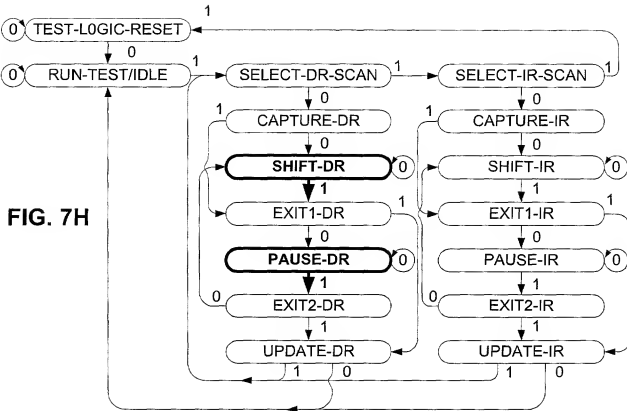 1
0 TEST-L0GIC-RESET
0
0 RUN-TEST/IDLE 1 SELECT-DR-SCAN 1 SELECT-IR-SCAN 1
0 0
1 CAPTURE-DR 1 CAPTURE-IR
0 0
SHIFT-DR 0 SHIFT-IR 0
1 1
FIG. 7H
EXIT1-DR 1 EXIT1-IR 1
0 0
PAUSE-DR 0 PAUSE-IR 0
1 1
0 EXIT2-DR 0 EXIT2-IR
1 1
UPDATE-DR UPDATE-IR
1 0 1 0